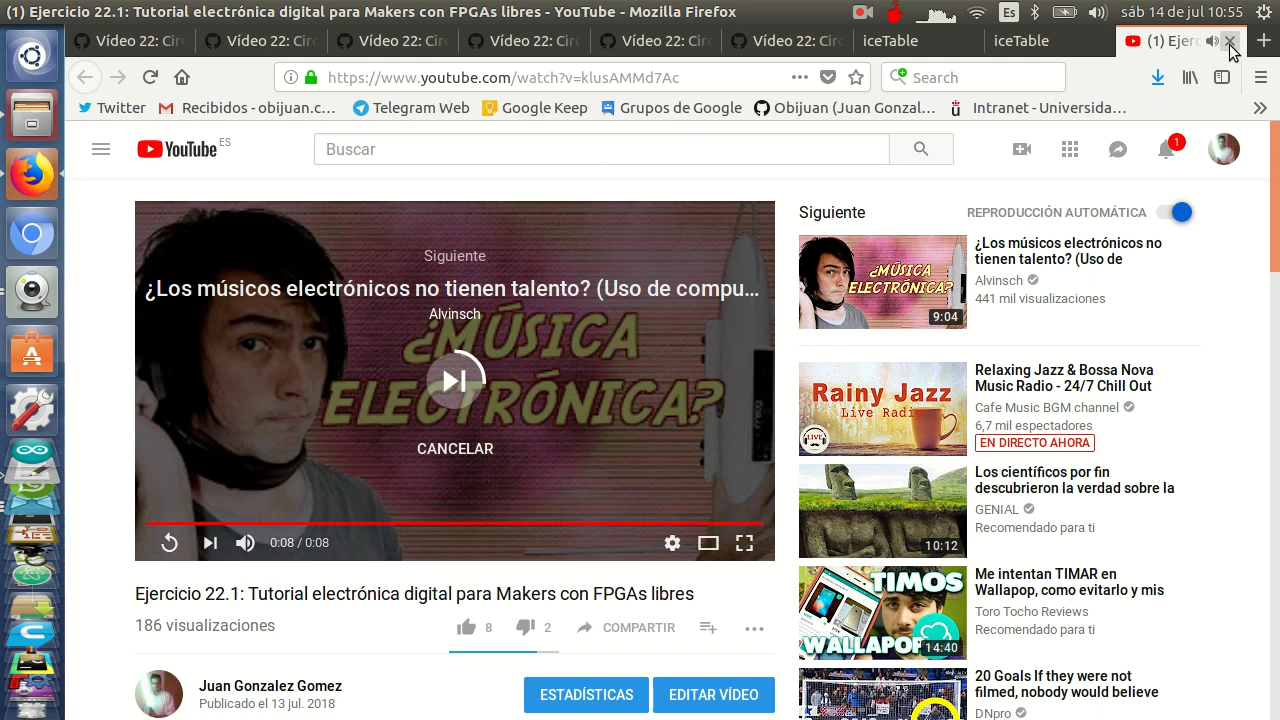 (1) Ejercicio 22.1: Tutorial electrónica digital para Makers con FPGAs libres - YouTube - Mozilla Firefox
Es
sáb 14 de jul 10:55
Vídeo 22: Circ
Vídeo 22: Circ
Vídeo 22: Circ
Vídeo 22: Circ
Vídeo 22: Circ
Vídeo 22: Circ
iceTable
iceTable
(1) Ejerc
https://www.youtube.com/watch?v=klusAMMd7Ac
Search
Twitter
Recibidos - obijuan.c…
Telegram Web
Google Keep
Grupos de Google
Obijuan (Juan Gonzal…
Intranet - Universida…
YouTube ES
Buscar
1
Siguiente
¿Los músicos electrónicos no tienen talento? (Uso de compu...
Alvinsch
¿MÚSICA
ELECTRÓNICA?
CANCELAR
0:08 / 0:08
Ejercicio 22.1: Tutorial electrónica digital para Makers con FPGAs libres
186 visualizaciones
8
2
COMPARTIR
Juan Gonzalez Gomez
Publicado el 13 jul. 2018
ESTADÍSTICAS
EDITAR VÍDEO
Siguiente
REPRODUCCIÓN AUTOMÁTICA
¿MÚSICA
ELECTRÓNICA?
9:04
¿Los músicos electrónicos no
tienen talento? (Uso de
Alvinsch
441 mil visualizaciones
Rainy Jazz
Live Radio
LIVE
Relaxing Jazz & Bossa Nova
Music Radio - 24/7 Chill Out
Cafe Music BGM channel
6,7 mil espectadores
EN DIRECTO AHORA
10:12
Los científicos por fin
descubrieron la verdad sobre la
GENIAL
Recomendado para ti
TIMOS
WALLAPOP
14:40
Me intentan TIMAR en
Wallapop, como evitarlo y mis
Toro Tocho Reviews
Recomendado para ti
20 Goals If they were not
filmed, nobody would believe
DNpro